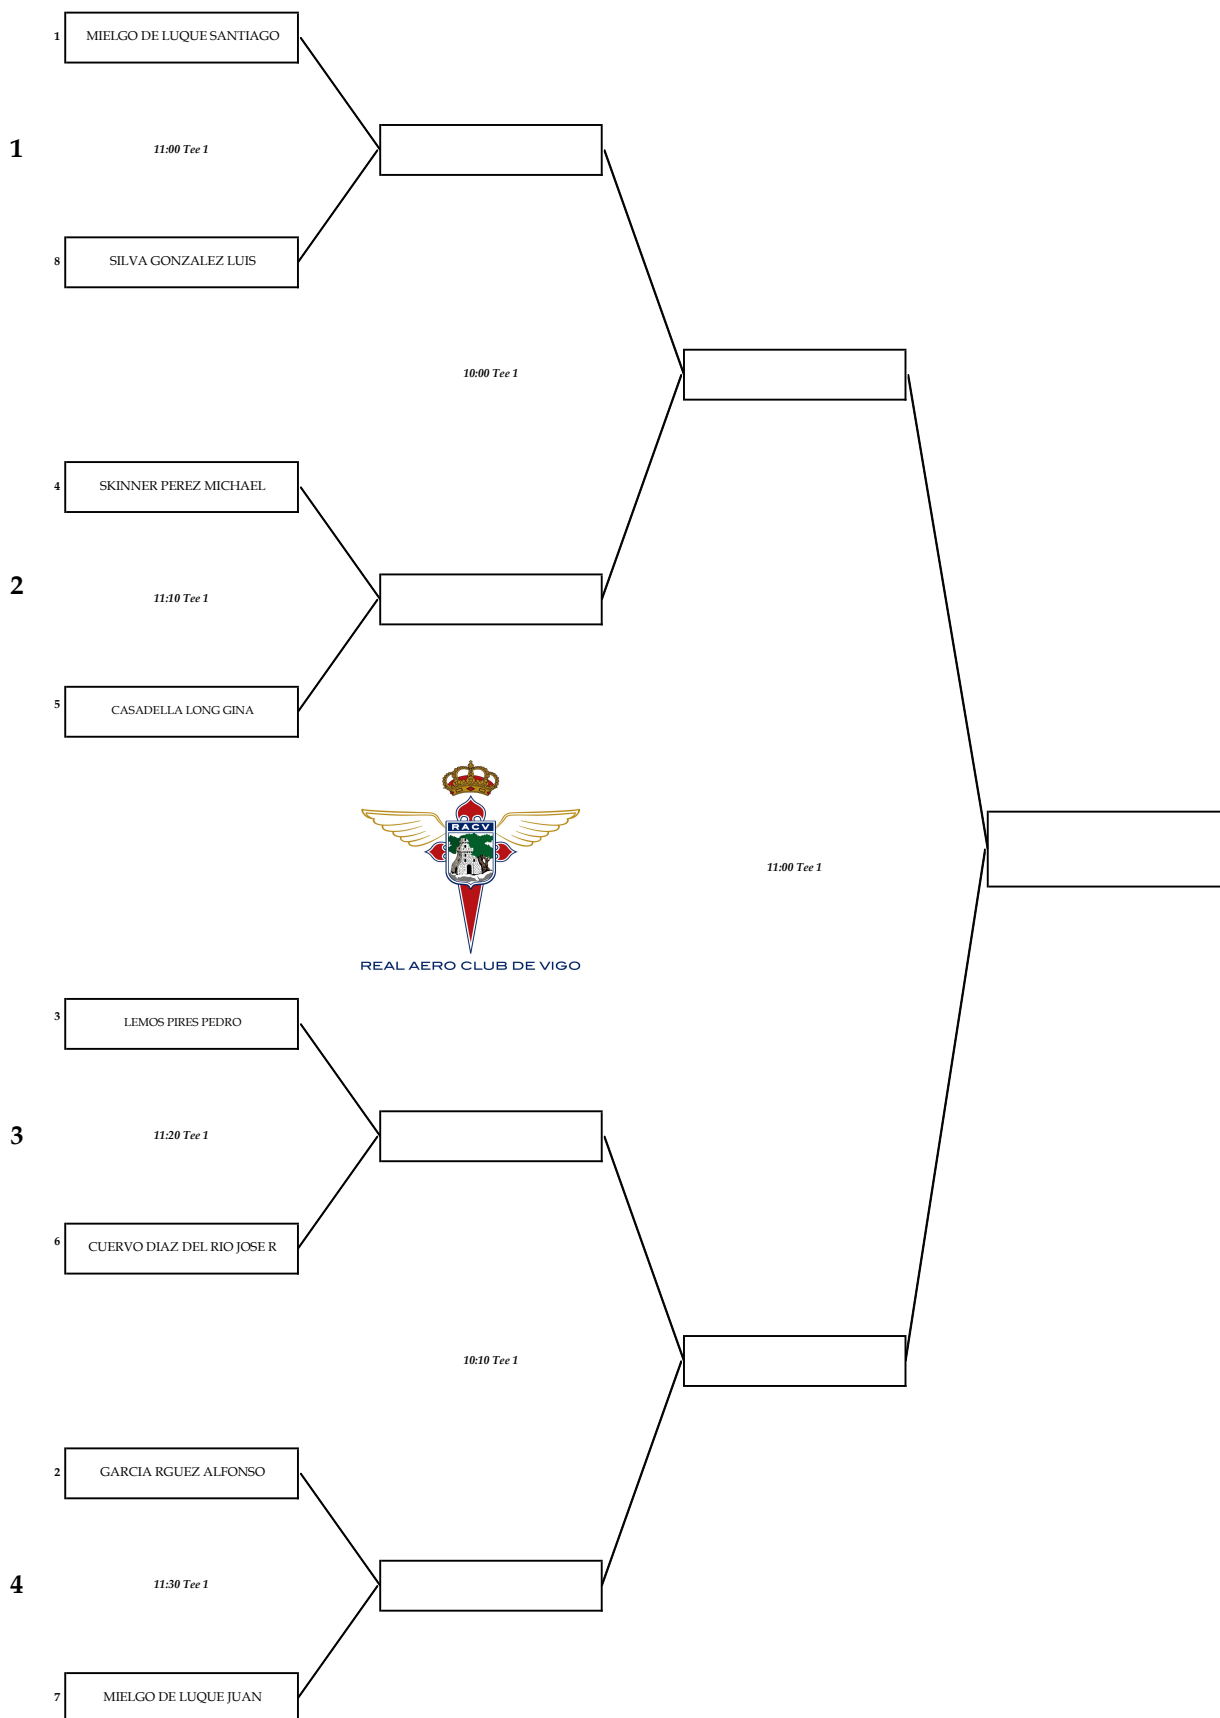 1 MIELGO DE LUQUE SANTIAGO
1 11:00 Tee 1
8 SILVA GONZALEZ LUIS
10:00 Tee 1
4 SKINNER PEREZ MICHAEL
2 11:10 Tee 1
5 CASADELLA LONG GINA
RACV
REAL AERO CLUB DE VIGO
11:00 Tee 1
3 LEMOS PIRES PEDRO
3 11:20 Tee 1
6 CUERVO DIAZ DEL RIO JOSE R
10:10 Tee 1
2 GARCIA RGUEZ ALFONSO
4 11:30 Tee 1
7 MIELGO DE LUQUE JUAN